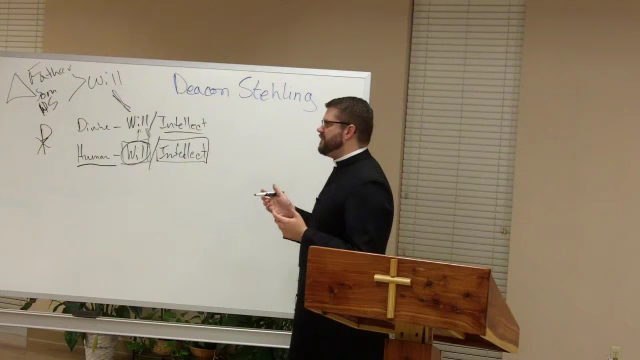 Father
Son > Will
HS
Deacon Stehling
Divine - Will / Intellect
Human - Will / Intellect